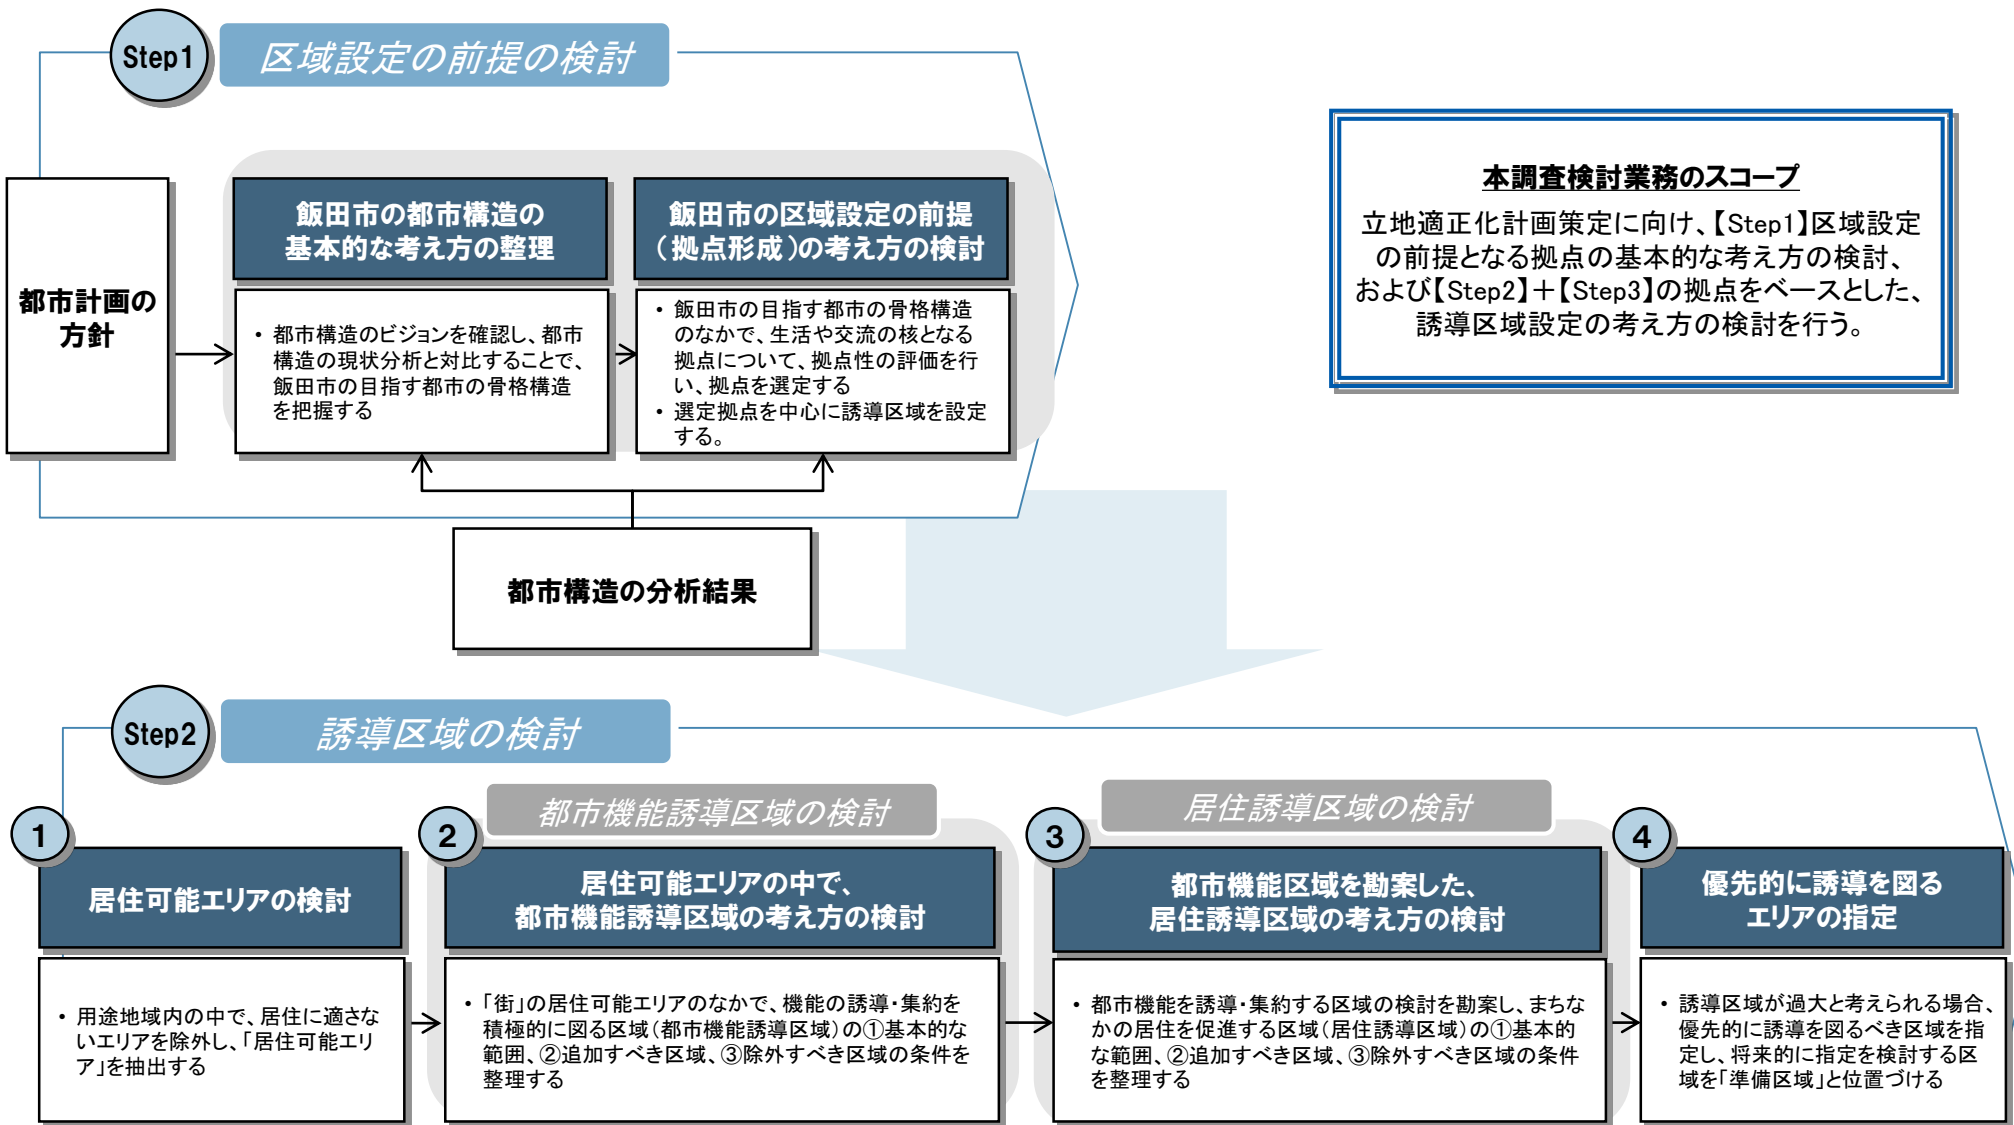 Step1
区域設定の前提の検討
都市計画の
方針
飯田市の都市構造の
基本的な考え方の整理
・都市構造のビジョンを確認し、都市
構造の現状分析と対比することで、
飯田市の目指す都市の骨格構造
を把握する
飯田市の区域設定の前提
（拠点形成）の考え方の検討
・飯田市の目指す都市の骨格構造
のなかで、生活や交流の核となる
拠点について、拠点性の評価を行
い、拠点を選定する
・選定拠点を中心に誘導区域を設定
する。
都市構造の分析結果
本調査検討業務のスコープ
立地適正化計画策定に向け、【Step1】区域設定
の前提となる拠点の基本的な考え方の検討、
および【Step2】＋【Step3】の拠点をベースとした、
誘導区域設定の考え方の検討を行う。
Step2
誘導区域の検討
1
居住可能エリアの検討
・用途地域内の中で、居住に適さな
いエリアを除外し、「居住可能エリ
ア」を抽出する
都市機能誘導区域の検討
2
居住可能エリアの中で、
都市機能誘導区域の考え方の検討
・「街」の居住可能エリアのなかで、機能の誘導・集約を
積極的に図る区域（都市機能誘導区域）の①基本的な
範囲、②追加すべき区域、③除外すべき区域の条件を
整理する
居住誘導区域の検討
3
都市機能区域を勘案した、
居住誘導区域の考え方の検討
・都市機能を誘導・集約する区域の検討を勘案し、まちな
かの居住を促進する区域（居住誘導区域）の①基本的
な範囲、②追加すべき区域、③除外すべき区域の条件
を整理する
4
優先的に誘導を図る
エリアの指定
・誘導区域が過大と考えられる場合、
優先的に誘導を図るべき区域を指
定し、将来的に指定を検討する区
域を「準備区域」と位置づける